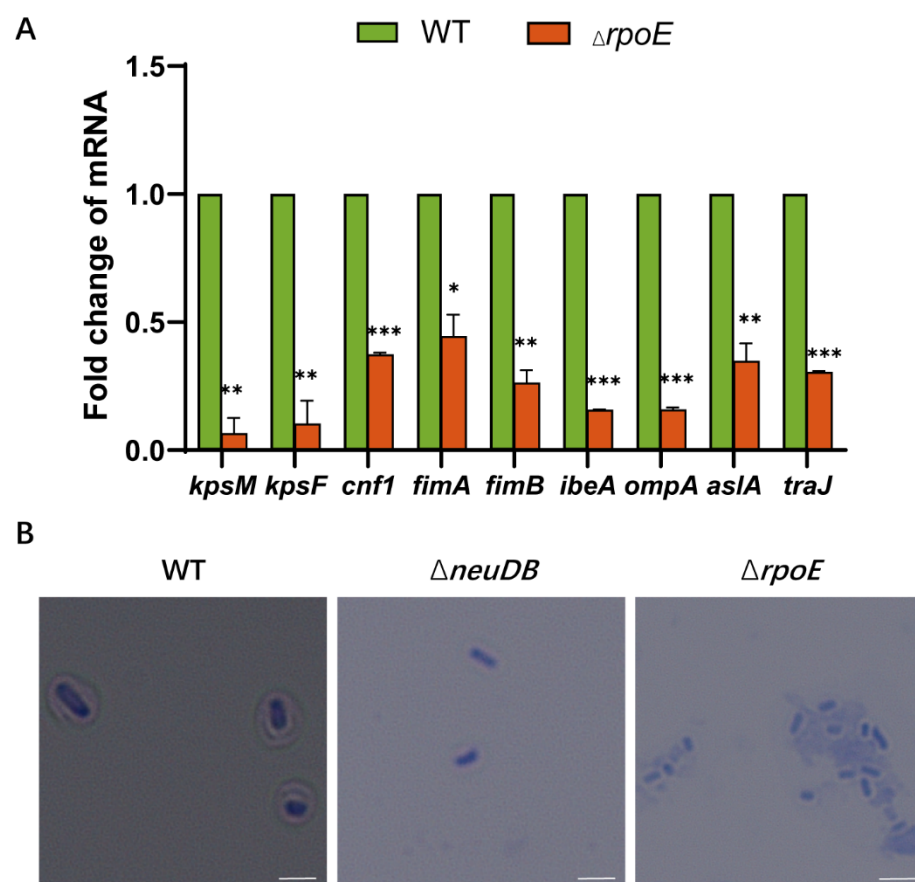 A
WT ΔrpoE
Fold change of mRNA
1.5
1.0
0.5
0.0
** ** *** * ** *** *** ** ***
kpsM kpsF cnf1 fimA fimB ibeA ompA aslA traJ
B
WT ΔneuDB ΔrpoE